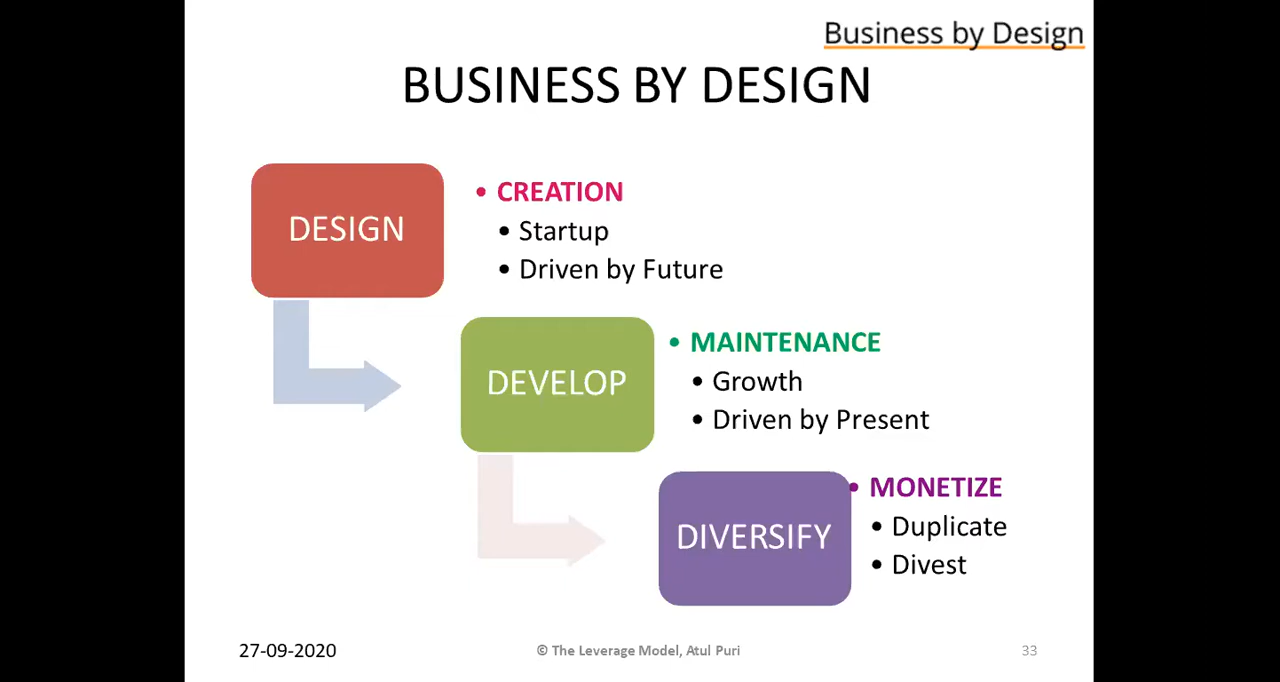 Business by Design
BUSINESS BY DESIGN
DESIGN
• CREATION
• Startup
• Driven by Future
DEVELOP
• MAINTENANCE
• Growth
• Driven by Present
DIVERSIFY
• MONETIZE
• Duplicate
• Divest
27-09-2020
© The Leverage Model, Atul Puri
33